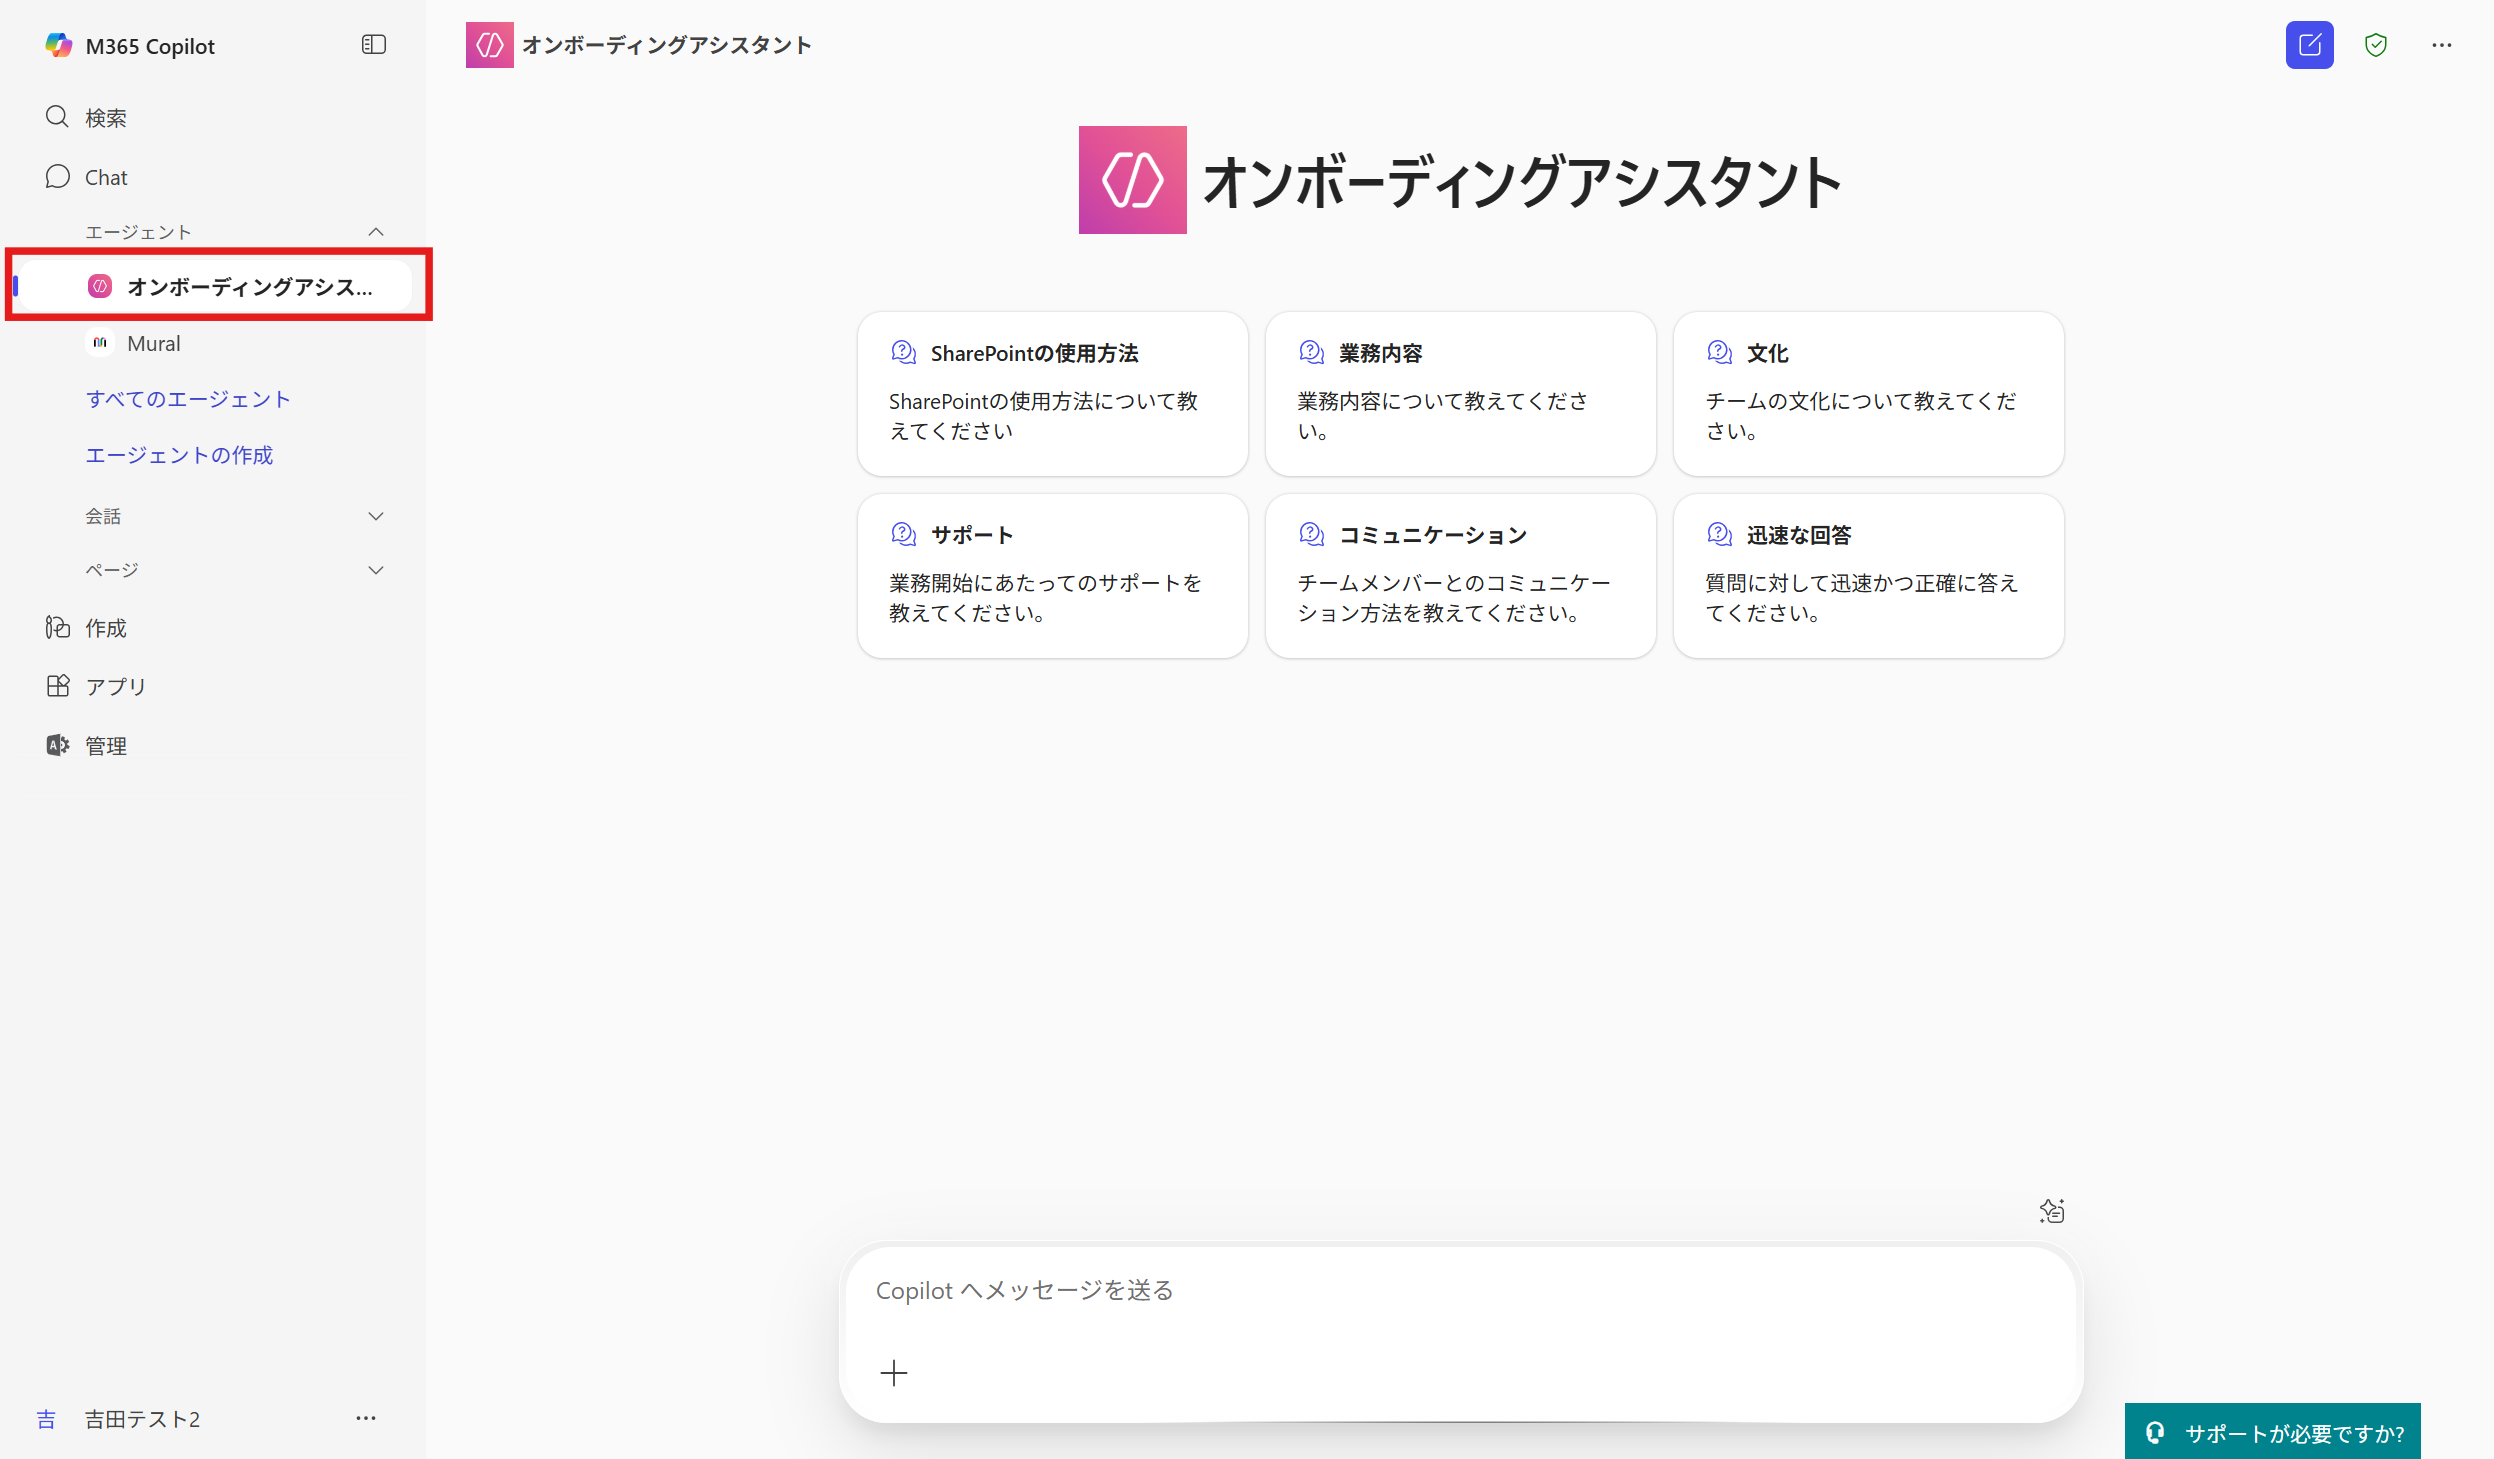 M365 Copilot
検索
Chat
エージェント
オンボーディングアシス...
Mural
すべてのエージェント
エージェントの作成
会話
ページ
作成
アプリ
管理
吉
吉田テスト2
オンボーディングアシスタント
オンボーディングアシスタント
SharePointの使用方法
SharePointの使用方法について教
えてください
業務内容
業務内容について教えてくださ
い。
文化
チームの文化について教えてくだ
さい。
サポート
業務開始にあたってのサポートを
教えてください。
コミュニケーション
チームメンバーとのコミュニケー
ション方法を教えてください。
迅速な回答
質問に対して迅速かつ正確に答え
てください。
Copilot へメッセージを送る
サポートが必要ですか?